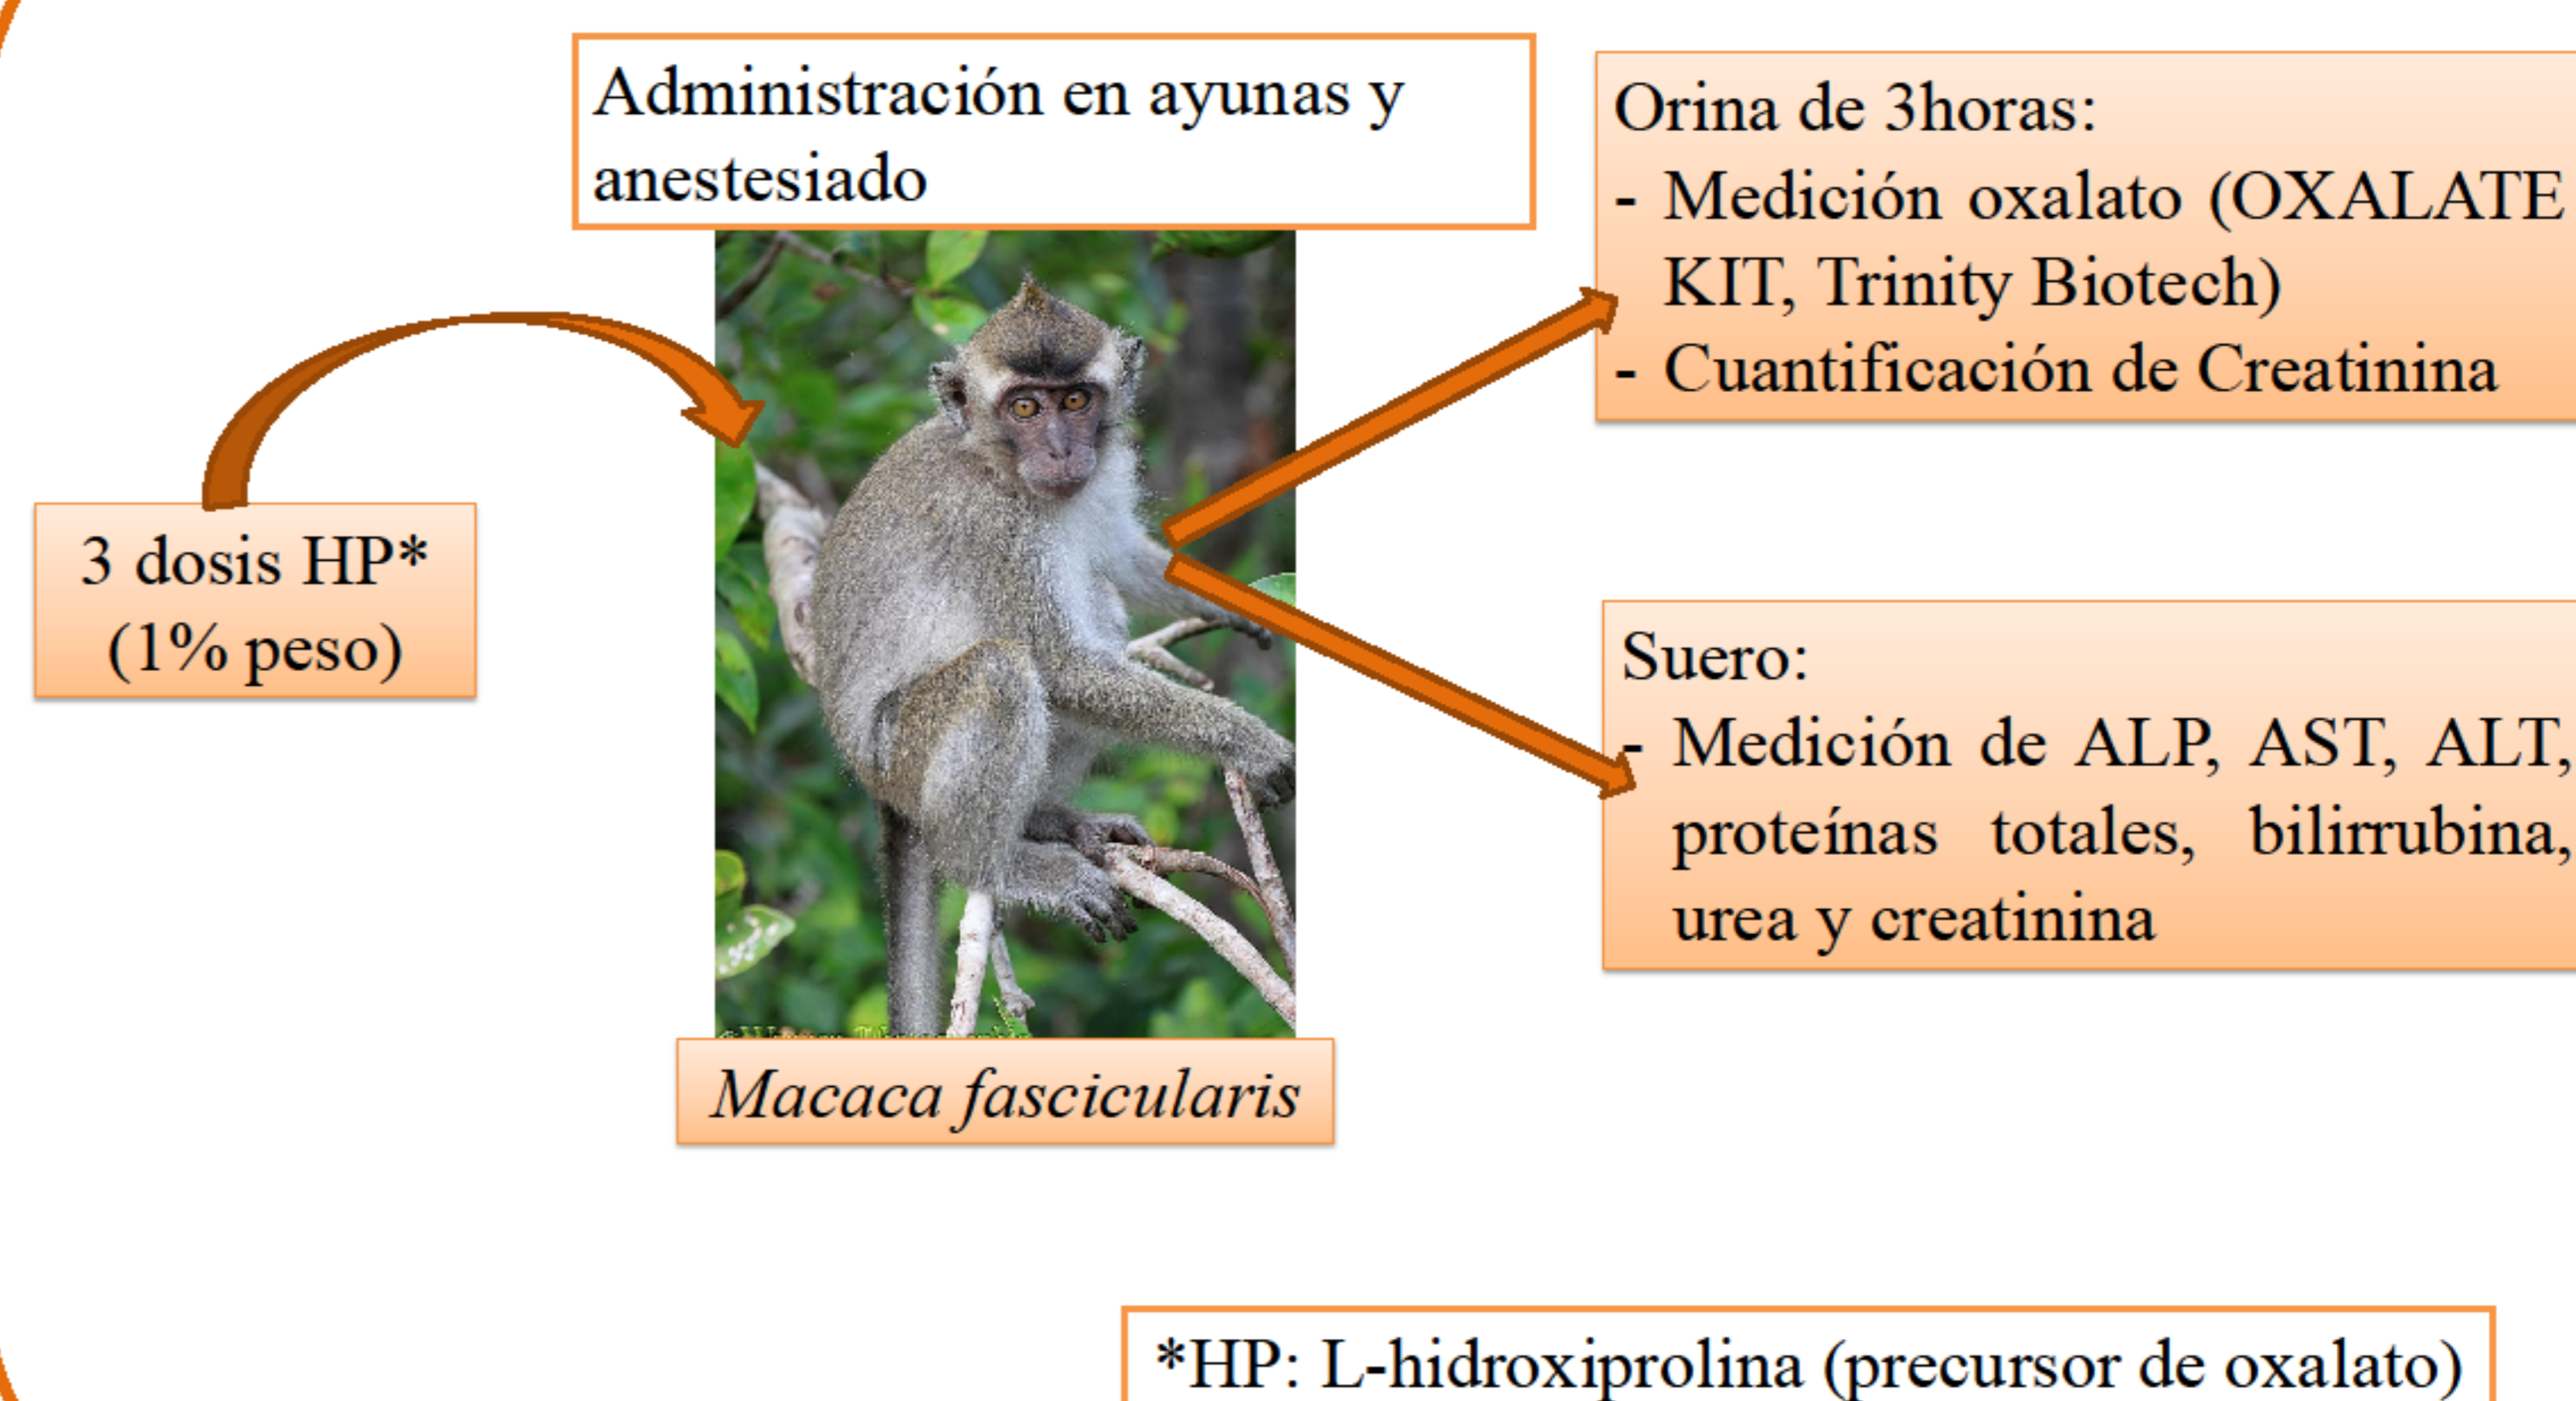 Administración en ayunas y
anestesiado
Orina de 3horas:
- Medición oxalato (OXALATE
KIT, Trinity Biotech)
- Cuantificación de Creatinina
3 dosis HP*
(1% peso)
Suero:
- Medición de ALP, AST, ALT,
proteínas totales, bilirrubina,
urea y creatinina
Macaca fascicularis
*HP: L-hidroxiprolina (precursor de oxalato)